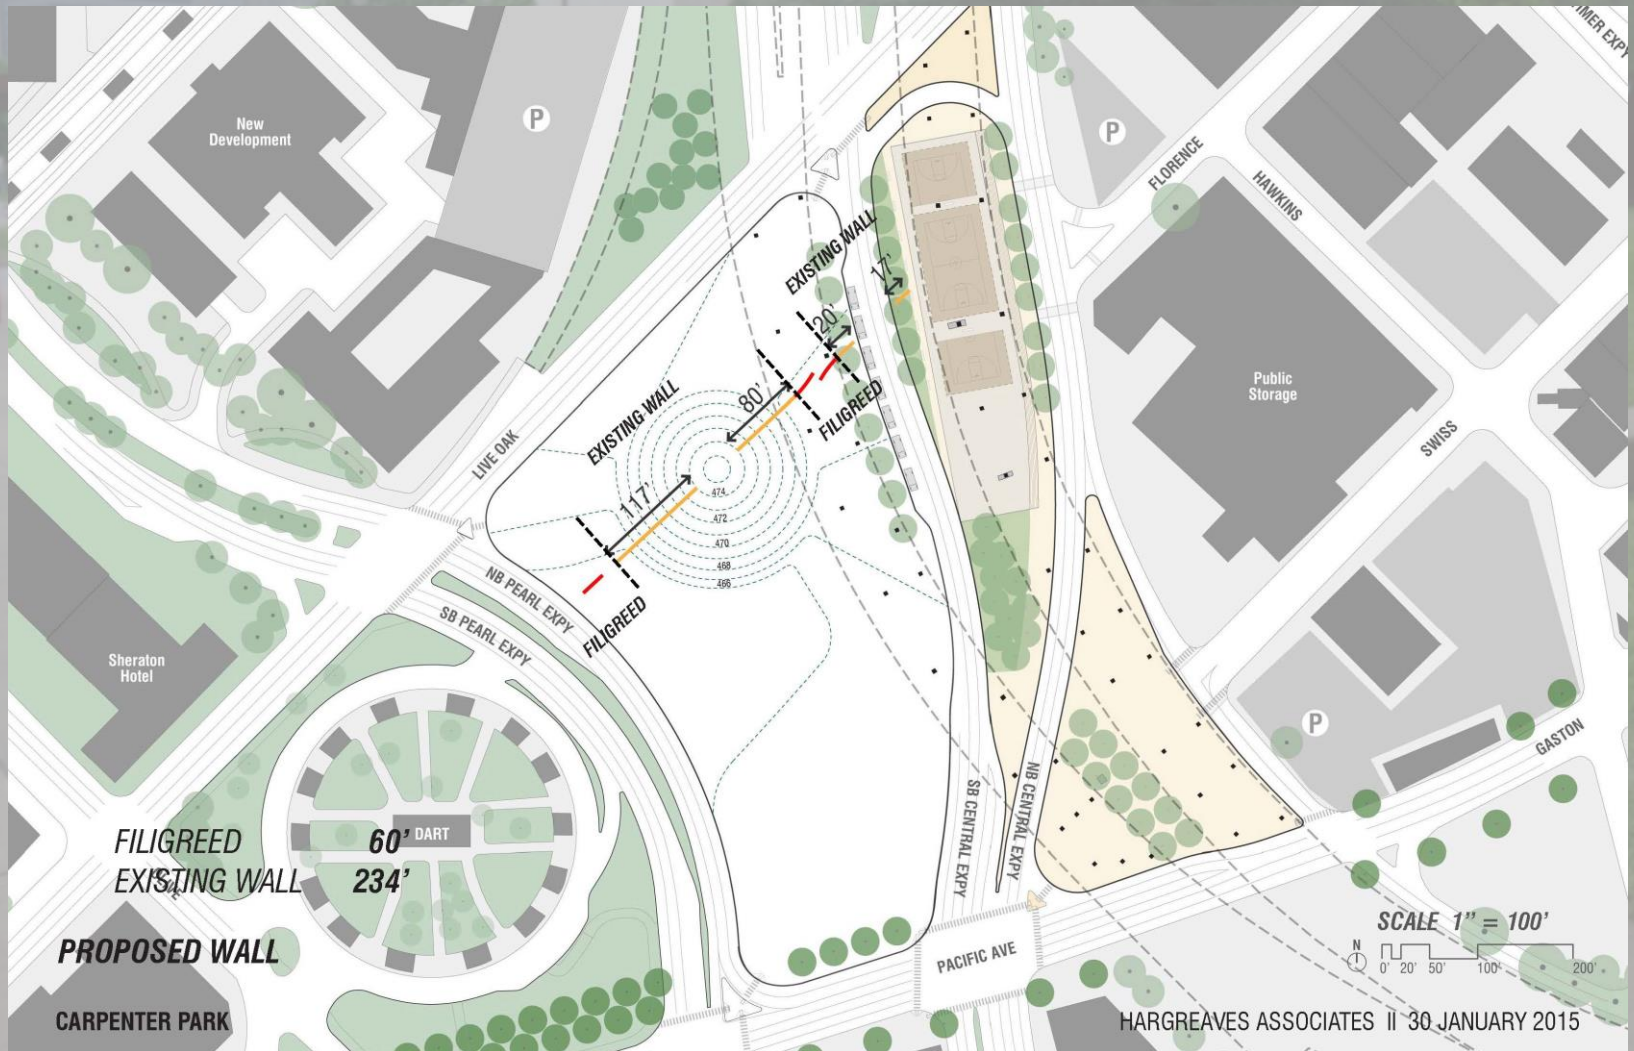 New
Development
P
P
IMER EXPY
FLORENCE
HAWKINS
EXISTING WALL
17'
20'
80'
EXISTING WALL
FILIGREED
Public
Storage
SWISS
LIVE OAK
117'
474
472
470
468
466
NB PEARL EXPY
SB PEARL EXPY
FILIGREED
Sheraton
Hotel
P
GASTON
SB CENTRAL EXPY
NB CENTRAL EXPY
DART
FILIGREED 60'
EXISTING WALL 234'
PROPOSED WALL
CARPENTER PARK
PACIFIC AVE
SCALE 1" = 100'
N
0' 20' 50' 100' 200'
HARGREAVES ASSOCIATES II 30 JANUARY 2015